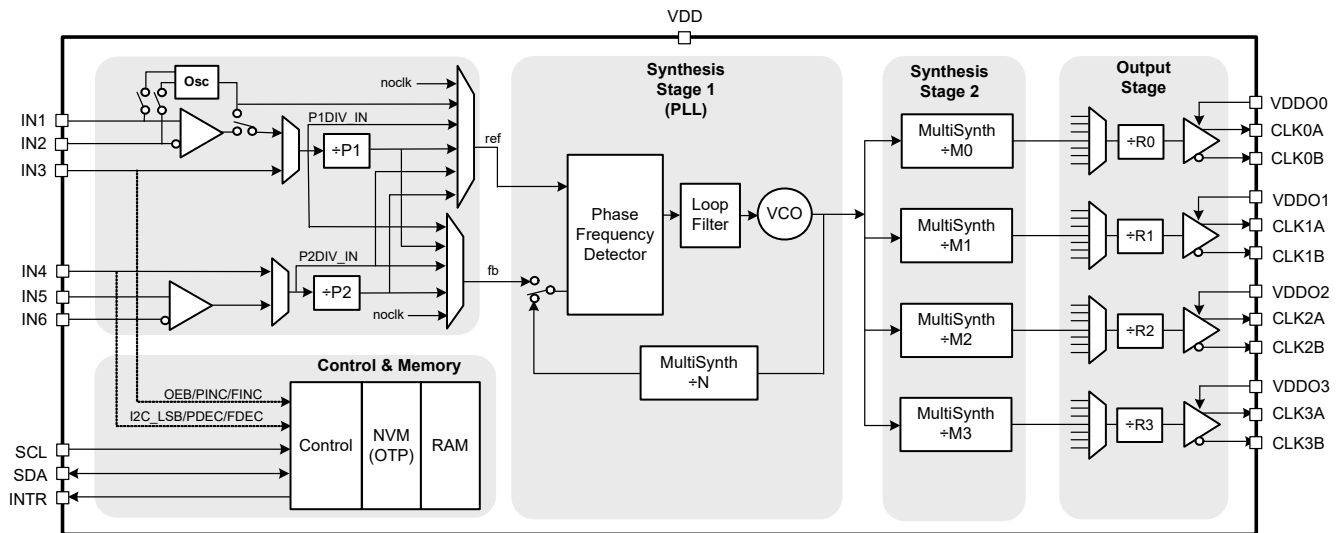 VDD
Osc
noclk
P1DIV_IN
÷P1
ref
IN1
IN2
IN3
IN4
IN5
IN6
P2DIV_IN
÷P2
noclk
fb
Synthesis
Stage 1
(PLL)
Phase
Frequency
Detector
Loop
Filter
VCO
MultiSynth
÷N
Synthesis
Stage 2
MultiSynth
÷M0
MultiSynth
÷M1
MultiSynth
÷M2
MultiSynth
÷M3
Output
Stage
÷R0
÷R1
÷R2
÷R3
VDDO0
CLK0A
CLK0B
VDDO1
CLK1A
CLK1B
VDDO2
CLK2A
CLK2B
VDDO3
CLK3A
CLK3B
Control & Memory
OEB/PINC/FINC
I2C_LSB/PDEC/FDEC
Control
NVM
(OTP)
RAM
SCL
SDA
INTR